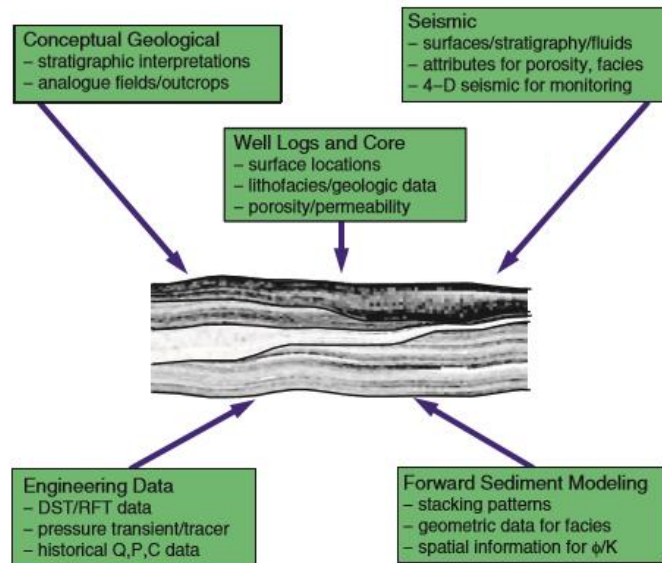 Conceptual Geological
– stratigraphic interpretations
– analogue fields/outcrops
Seismic
– surfaces/stratigraphy/fluids
– attributes for porosity, facies
– 4–D seismic for monitoring
Well Logs and Core
– surface locations
– lithofacies/geologic data
– porosity/permeability
Engineering Data
– DST/RFT data
– pressure transient/tracer
– historical Q,P,C data
Forward Sediment Modeling
– stacking patterns
– geometric data for facies
– spatial information for ϕ/K